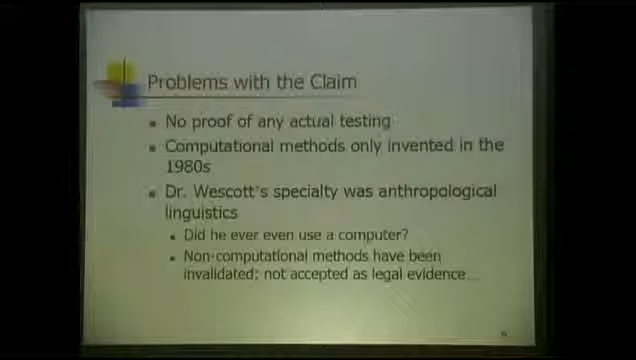 Problems with the Claim
No proof of any actual testing
Computational methods only invented in the
1980s
Dr. Wescott's specialty was anthropological
linguistics
Did he ever even use a computer?
Non-computational methods have been
invalidated; not accepted as legal evidence...